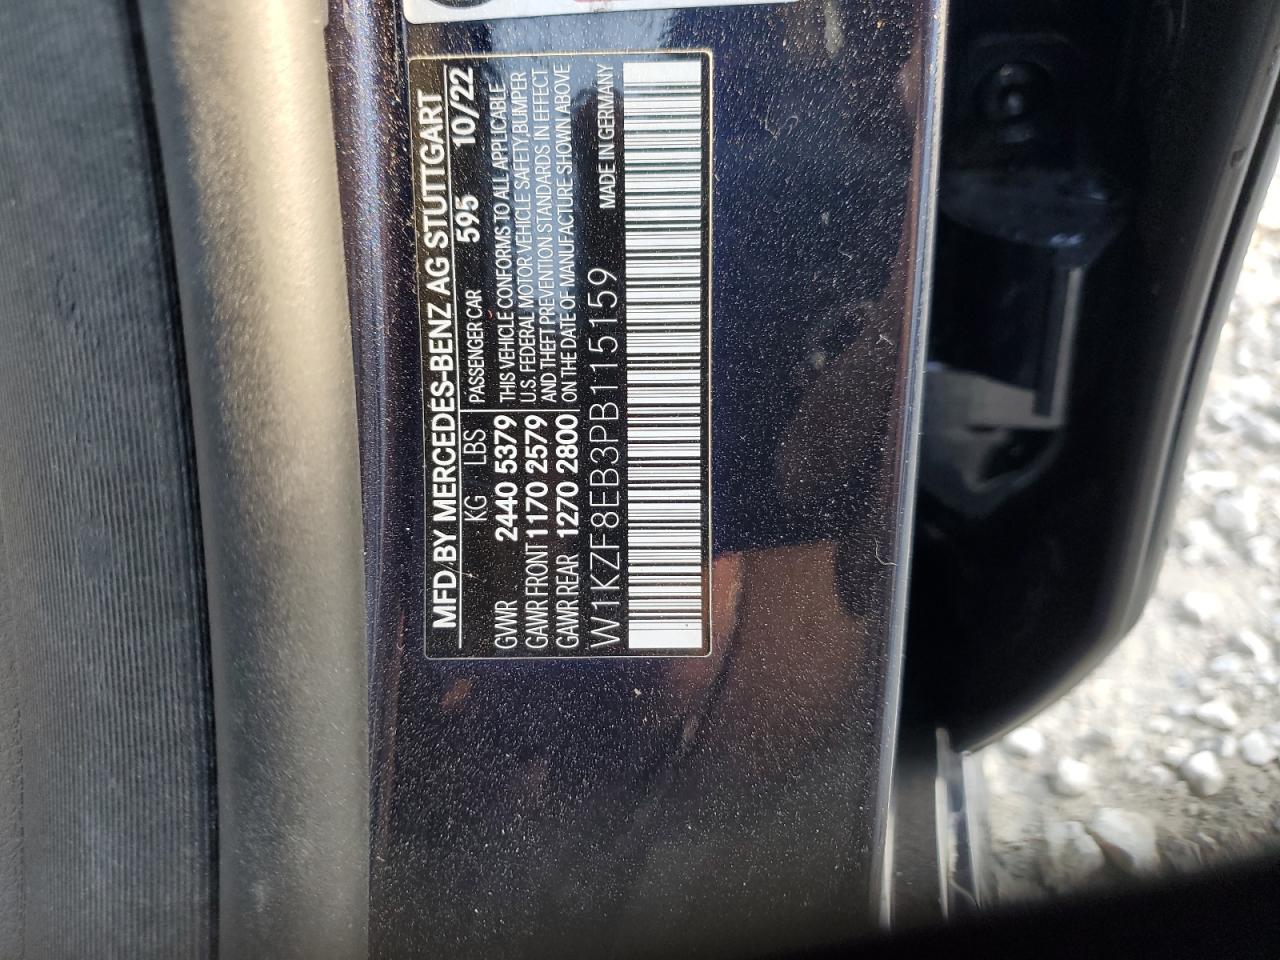 MFD. BY MERCEDES-BENZ AG STUTTGART
KG LBS PASSENGER CAR 595 10/22
GVWR 2440 5379 THIS VEHICLE CONFORMS TO ALL APPLICABLE
GAWR FRONT 1170 2579 U.S. FEDERAL MOTOR VEHICLE SAFETY, BUMPER
GAWR REAR 1270 2800 AND THEFT PREVENTION STANDARDS IN EFFECT
ON THE DATE OF MANUFACTURE SHOWN ABOVE
W1KZF8EB3PB115159 MADE IN GERMANY